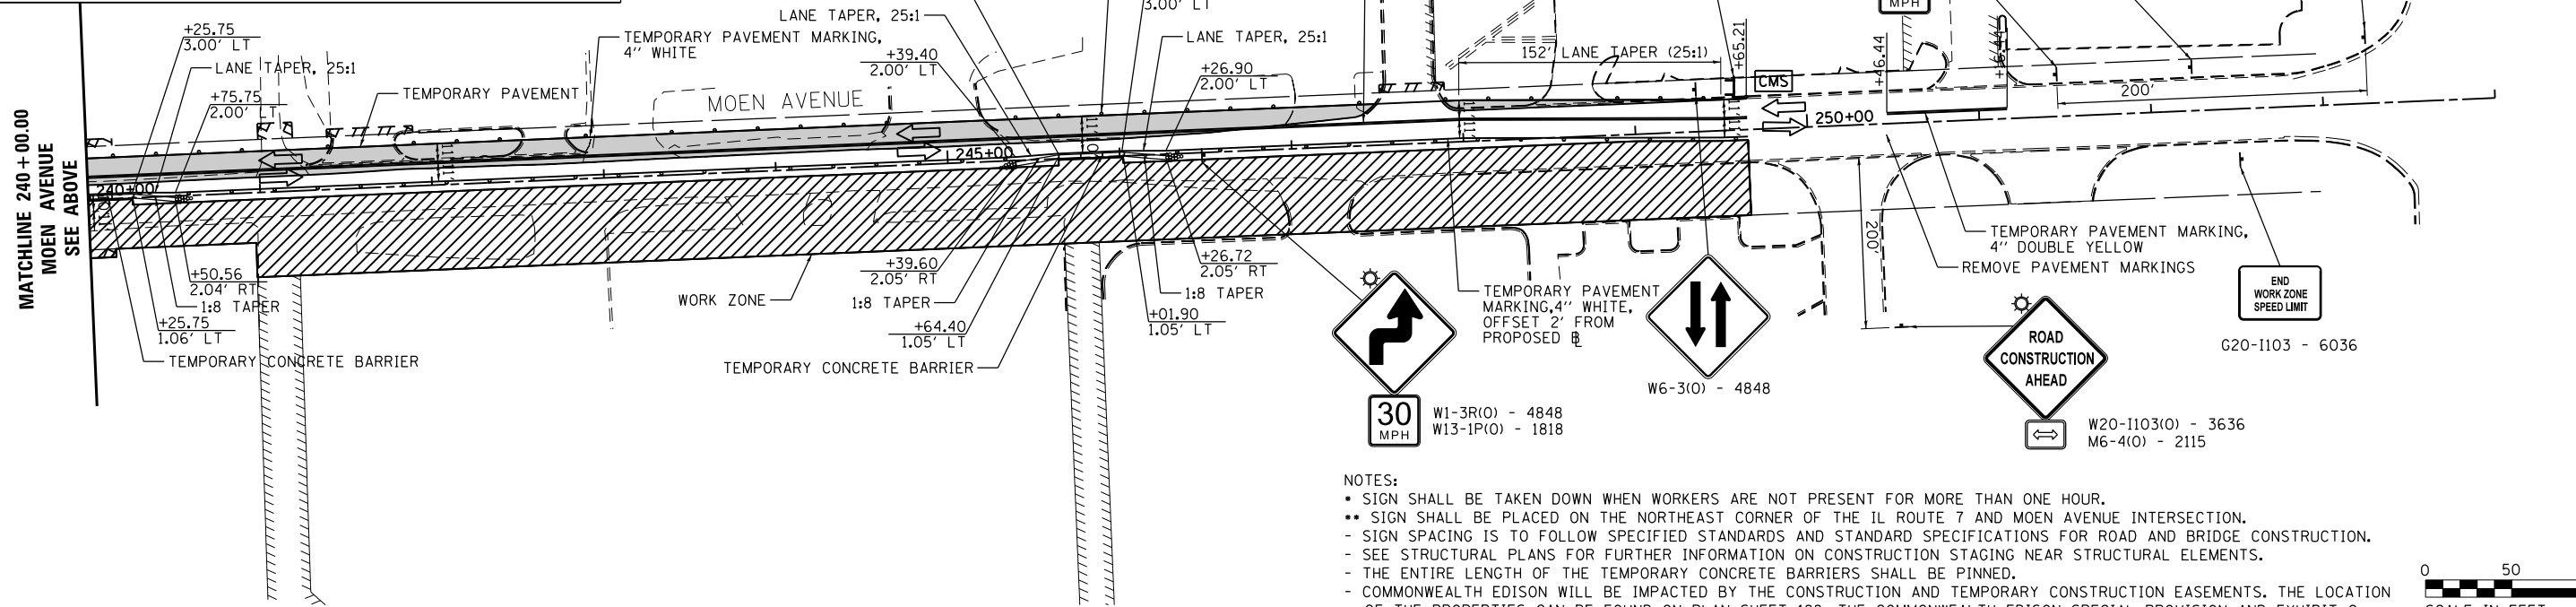 3.00' LT
MPH
LANE TAPER, 25:1
+25.75
3.00' LT
TEMPORARY PAVEMENT MARKING,
4" WHITE
LANE TAPER, 25:1
+39.40
2.00' LT
LANE TAPER, 25:1
152' LANE TAPER (25:1)
+65.21
+46.44
+26.90
2.00' LT
CMS
+75.75
2.00' LT
TEMPORARY PAVEMENT
MOEN AVENUE
200'
MATCHLINE 240+00.00
MOEN AVENUE
SEE ABOVE
250+00
245+00
240+00
200'
TEMPORARY PAVEMENT MARKING,
4" DOUBLE YELLOW
REMOVE PAVEMENT MARKINGS
+50.56
2.04' RT
1:8 TAPER
+25.75
1.06' LT
TEMPORARY CONCRETE BARRIER
WORK ZONE
+39.60
2.05' RT
1:8 TAPER
+64.40
1.05' LT
TEMPORARY CONCRETE BARRIER
+26.72
2.05' RT
1:8 TAPER
+01.90
1.05' LT
TEMPORARY PAVEMENT
MARKING,4" WHITE,
OFFSET 2' FROM
PROPOSED
END
WORK ZONE
SPEED LIMIT
G20-I103 - 6036
ROAD
CONSTRUCTION
AHEAD
W20-I103(O) - 3636
M6-4(O) - 2115
W6-3(O) - 4848
30
MPH
W1-3R(O) - 4848
W13-1P(O) - 1818
NOTES:
* SIGN SHALL BE TAKEN DOWN WHEN WORKERS ARE NOT PRESENT FOR MORE THAN ONE HOUR.
** SIGN SHALL BE PLACED ON THE NORTHEAST CORNER OF THE IL ROUTE 7 AND MOEN AVENUE INTERSECTION.
- SIGN SPACING IS TO FOLLOW SPECIFIED STANDARDS AND STANDARD SPECIFICATIONS FOR ROAD AND BRIDGE CONSTRUCTION.
- SEE STRUCTURAL PLANS FOR FURTHER INFORMATION ON CONSTRUCTION STAGING NEAR STRUCTURAL ELEMENTS.
- THE ENTIRE LENGTH OF THE TEMPORARY CONCRETE BARRIERS SHALL BE PINNED.
- COMMONWEALTH EDISON WILL BE IMPACTED BY THE CONSTRUCTION AND TEMPORARY CONSTRUCTION EASEMENTS. THE LOCATION
0 50